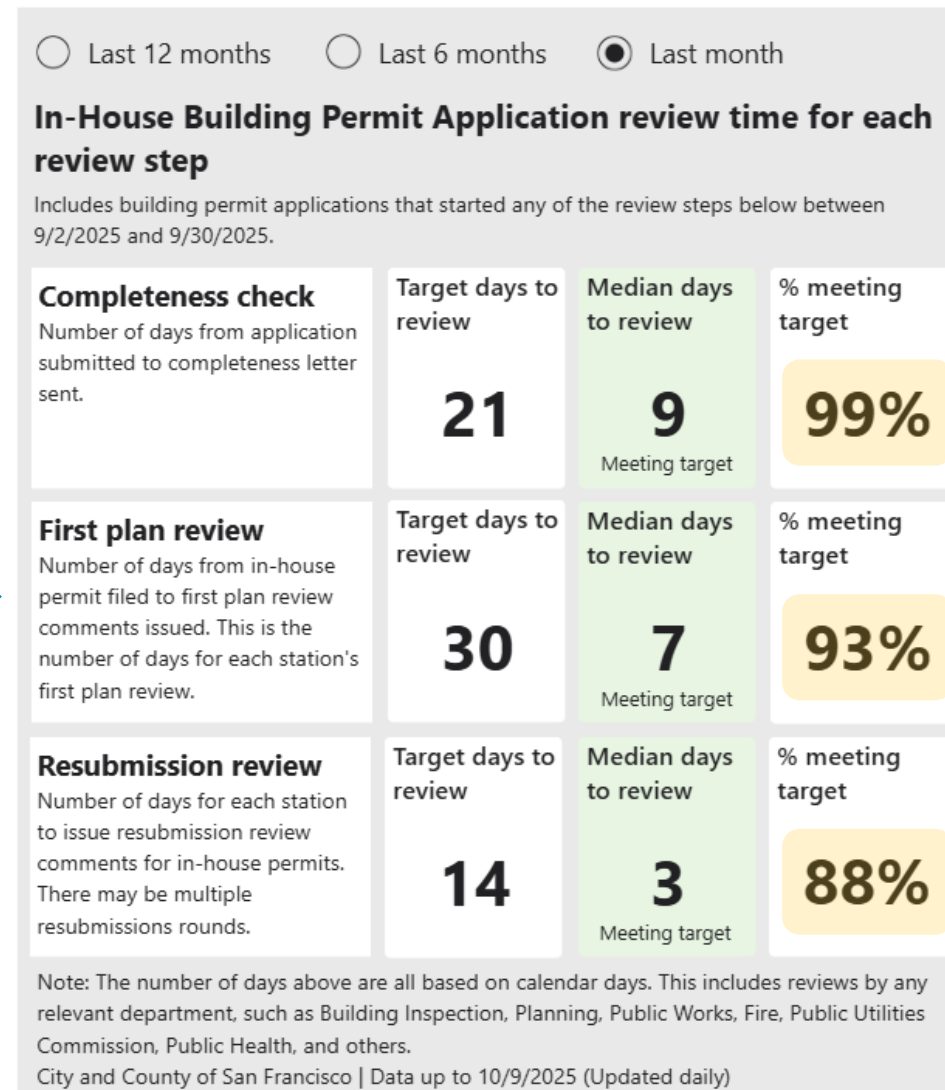 Last 12 months
Last 6 months
Last month
In-House Building Permit Application review time for each
review step
Includes building permit applications that started any of the review steps below between
9/2/2025 and 9/30/2025.
Completeness check
Number of days from application
submitted to completeness letter
sent.
Target days to
review
21
Median days
to review
9
Meeting target
% meeting
target
99%
First plan review
Number of days from in-house
permit filed to first plan review
comments issued. This is the
number of days for each station's
first plan review.
Target days to
review
30
Median days
to review
7
Meeting target
% meeting
target
93%
Resubmission review
Number of days for each station
to issue resubmission review
comments for in-house permits.
There may be multiple
resubmissions rounds.
Target days to
review
14
Median days
to review
3
Meeting target
% meeting
target
88%
Note: The number of days above are all based on calendar days. This includes reviews by any
relevant department, such as Building Inspection, Planning, Public Works, Fire, Public Utilities
Commission, Public Health, and others.
City and County of San Francisco | Data up to 10/9/2025 (Updated daily)